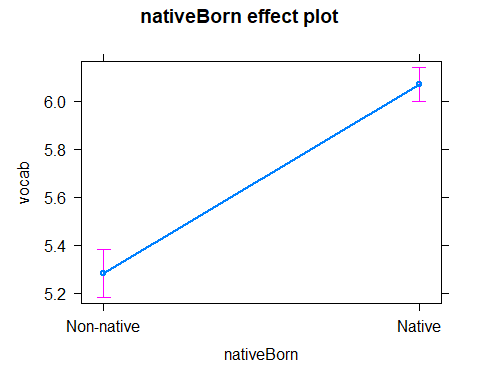 nativeBorn effect plot
6.0
5.8
5.6
5.4
5.2
vocab
Non-native
Native
nativeBorn